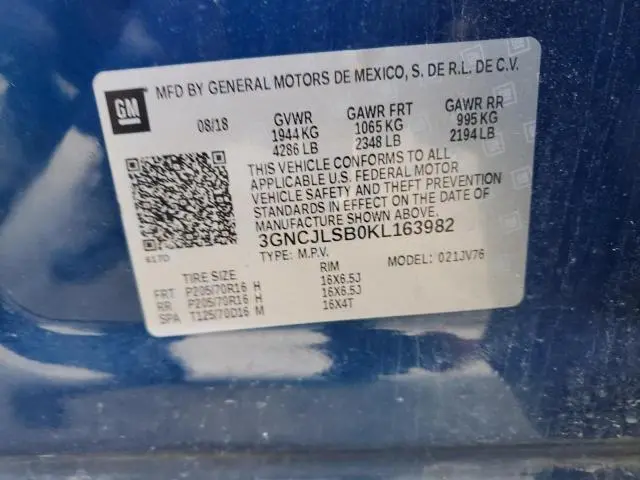 GM
MFD BY GENERAL MOTORS DE MEXICO, S. DE R.L. DE C.V.
08/18 GVWR GAWR FRT GAWR RR
1944 KG 1065 KG 995 KG
4286 LB 2348 LB 2194 LB
THIS VEHICLE CONFORMS TO ALL
APPLICABLE U.S. FEDERAL MOTOR
VEHICLE SAFETY AND THEFT PREVENTION
STANDARDS IN EFFECT ON THE DATE OF
MANUFACTURE SHOWN ABOVE.
3GNCJLSB0KL163982
TYPE: M.P.V. MODEL: 021JV76
TIRE SIZE RIM
FRT P205/70R16 H 16X6.5J
RR P205/70R16 H 16X6.5J
SPA T125/70D16 M 16X4T